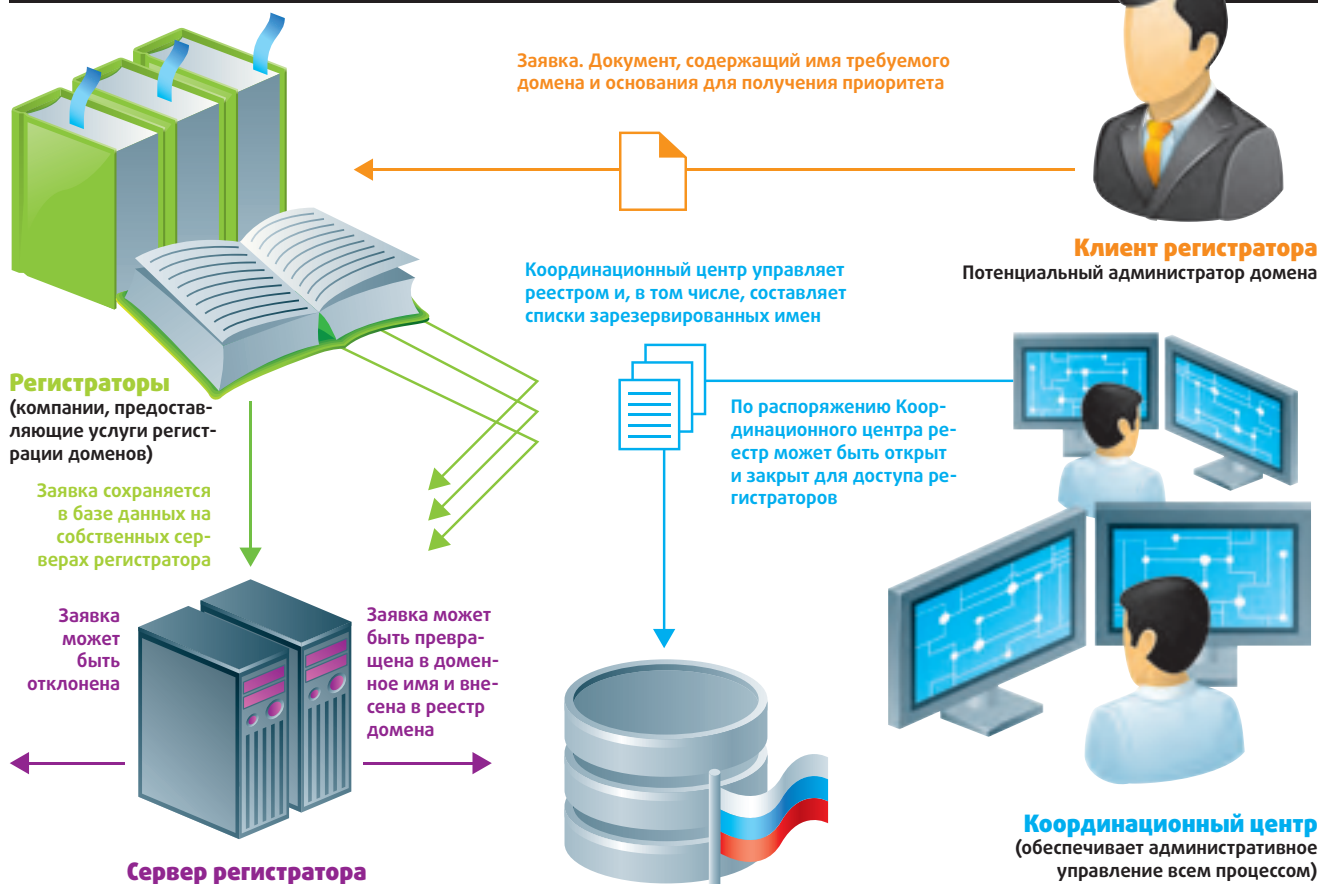 Заявка. Документ, содержащий имя требуемого
домена и основания для получения приоритета
Клиент регистратора
Потенциальный администратор домена
Координационный центр управляет
реестром и, в том числе, составляет
списки зарезервированных имен
Регистраторы
(компании, предостав-
ляющие услуги регист-
рации доменов)
По распоряжению Коор-
динационного центра ре-
естр может быть открыт
и закрыт для доступа ре-
гистраторов
Заявка сохраняется
в базе данных на
собственных сер-
верах регистратора
Заявка
может
быть
отклонена
Заявка может
быть превра-
щена в домен-
ное имя и вне-
сена в реестр
домена
Сервер регистратора
Координационный центр
(обеспечивает административное
управление всем процессом)